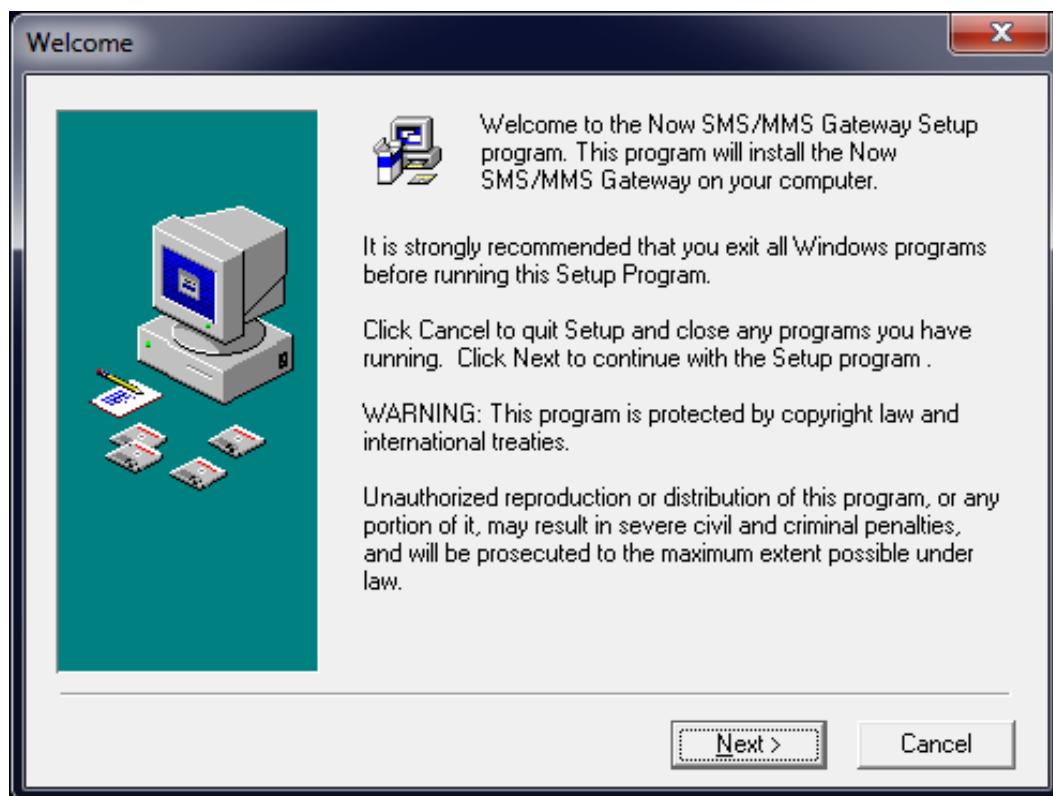 Welcome
Welcome to the Now SMS/MMS Gateway Setup
program. This program will install the Now
SMS/MMS Gateway on your computer.
It is strongly recommended that you exit all Windows programs
before running this Setup Program.
Click Cancel to quit Setup and close any programs you have
running.  Click Next to continue with the Setup program .
WARNING: This program is protected by copyright law and
international treaties.
Unauthorized reproduction or distribution of this program, or any
portion of it, may result in severe civil and criminal penalties,
and will be prosecuted to the maximum extent possible under
law.
Next >
Cancel